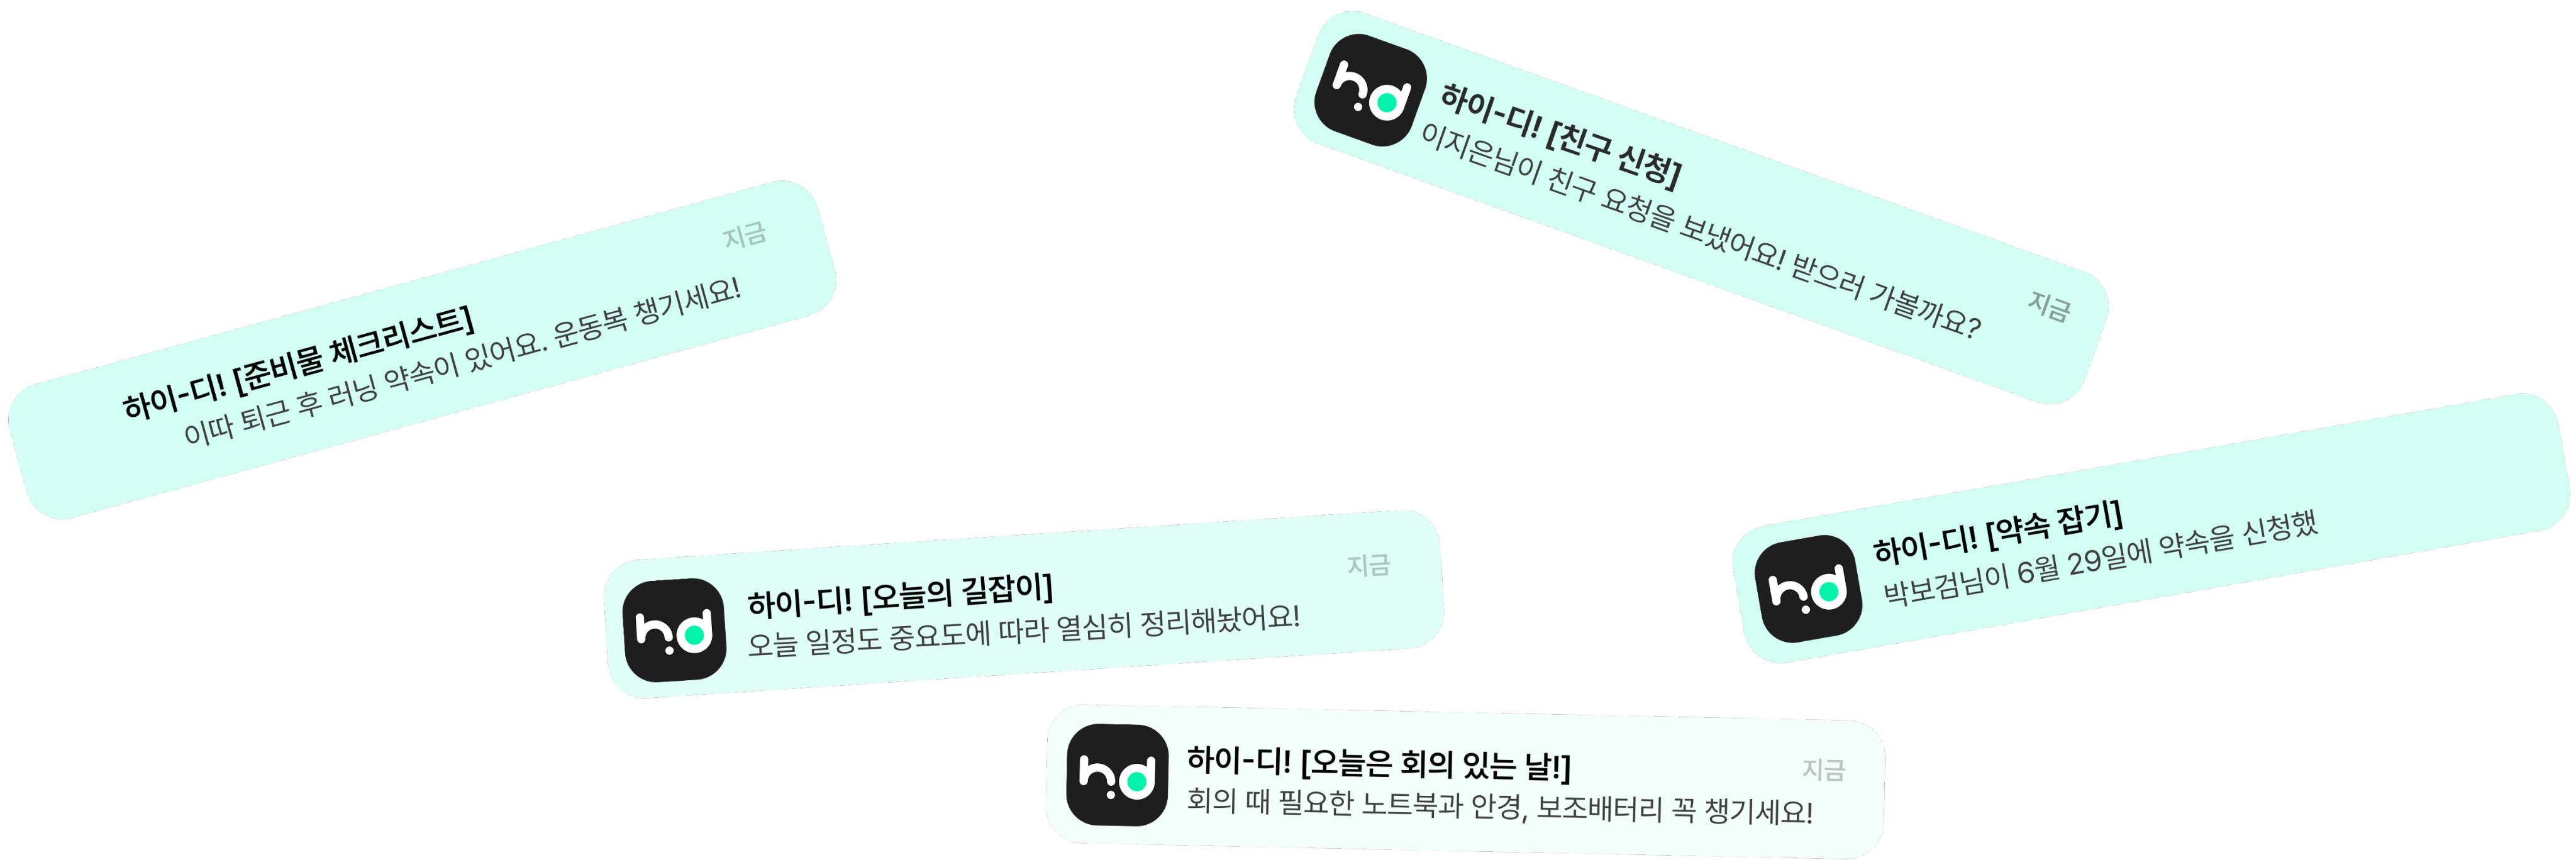 하이-디! [친구 신청]
이지은님이 친구 요청을 보냈어요! 받으러 가볼까요?
지금
지금
하이-디! [준비물 체크리스트]
이따 퇴근 후 러닝 약속이 있어요. 운동복 챙기세요!
하이-디! [약속 잡기]
박보검님이 6월 29일에 약속을 신청했
지금
하이-디! [오늘의 길잡이]
오늘 일정도 중요도에 따라 열심히 정리해놨어요!
하이-디! [오늘은 회의 있는 날!]
지금
회의 때 필요한 노트북과 안경, 보조배터리 꼭 챙기세요!